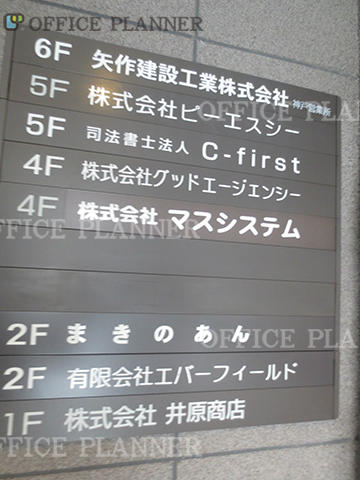 OFFICE PLANNER
6F 矢作建設工業株式会社 神戸営業所
5F 株式会社ピーエスシー
5F 司法書士法人 C-first
4F 株式会社グッドエージェンシー
4F 株式会社 マスシステム
2F まきのあん
2F 有限会社エバーフィールド
1F 株式会社 井原商店